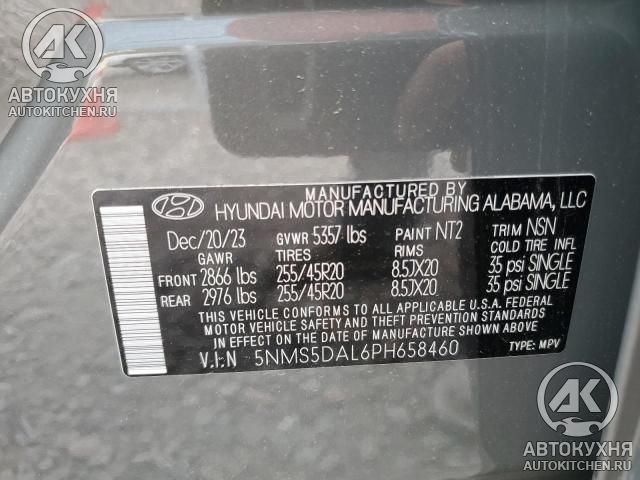 AK
АВТОКУХНЯ
AUTOKITCHEN.RU
MANUFACTURED BY
HYUNDAI MOTOR MANUFACTURING ALABAMA, LLC
Dec/20/23 GVWR 5357 lbs PAINT NT2 TRIM NSN
GAWR TIRES RIMS COLD TIRE INFL
FRONT 2866 lbs 255/45R20 8.5JX20 35 psi SINGLE
REAR 2976 lbs 255/45R20 8.5JX20 35 psi SINGLE
THIS VEHICLE CONFORMS TO ALL APPLICABLE U.S.A. FEDERAL
MOTOR VEHICLE SAFETY AND THEFT PREVENTION STANDARDS
IN EFFECT ON THE DATE OF MANUFACTURE SHOWN ABOVE.
V.I.N 5NMS5DAL6PH658460 TYPE: MPV
AK
АВТОКУХНЯ
AUTOKITCHEN.RU